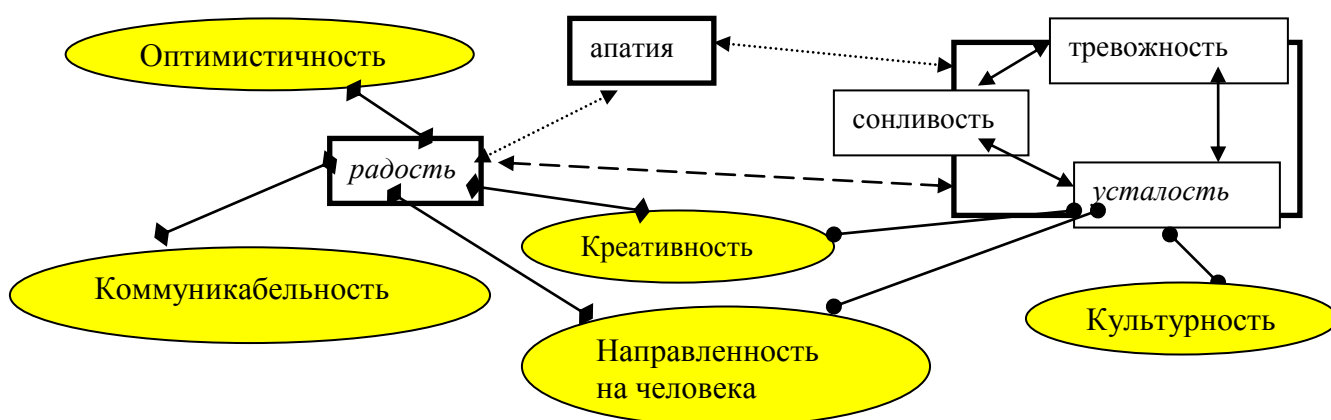 Оптимистичность
апатия
тревожность
сонливость
радость
усталость
Креативность
Коммуникабельность
Культурность
Направленность
на человека